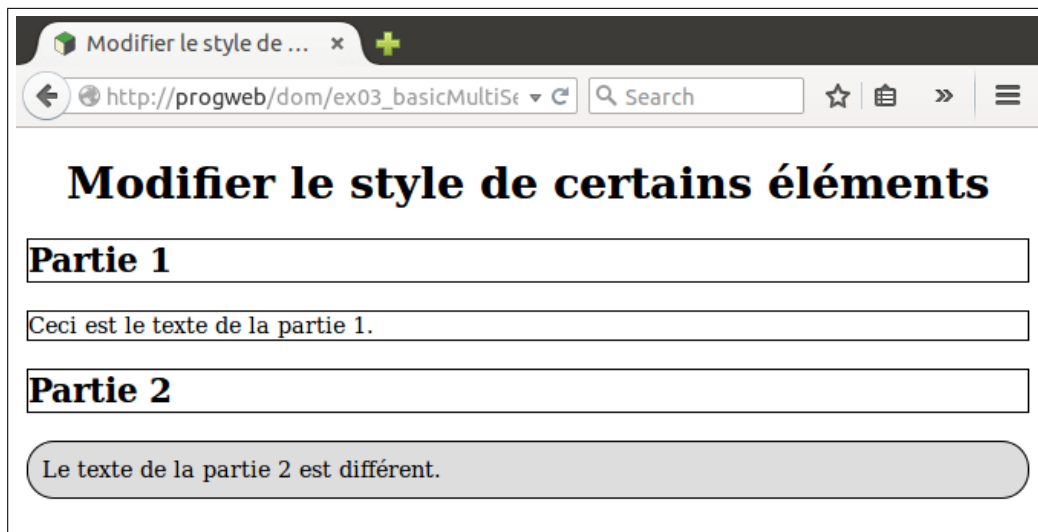 Modifier le style de ...
http://progweb/dom/ex03_basicMultiSe
Search
Modifier le style de certains éléments
Partie 1
Ceci est le texte de la partie 1.
Partie 2
Le texte de la partie 2 est différent.